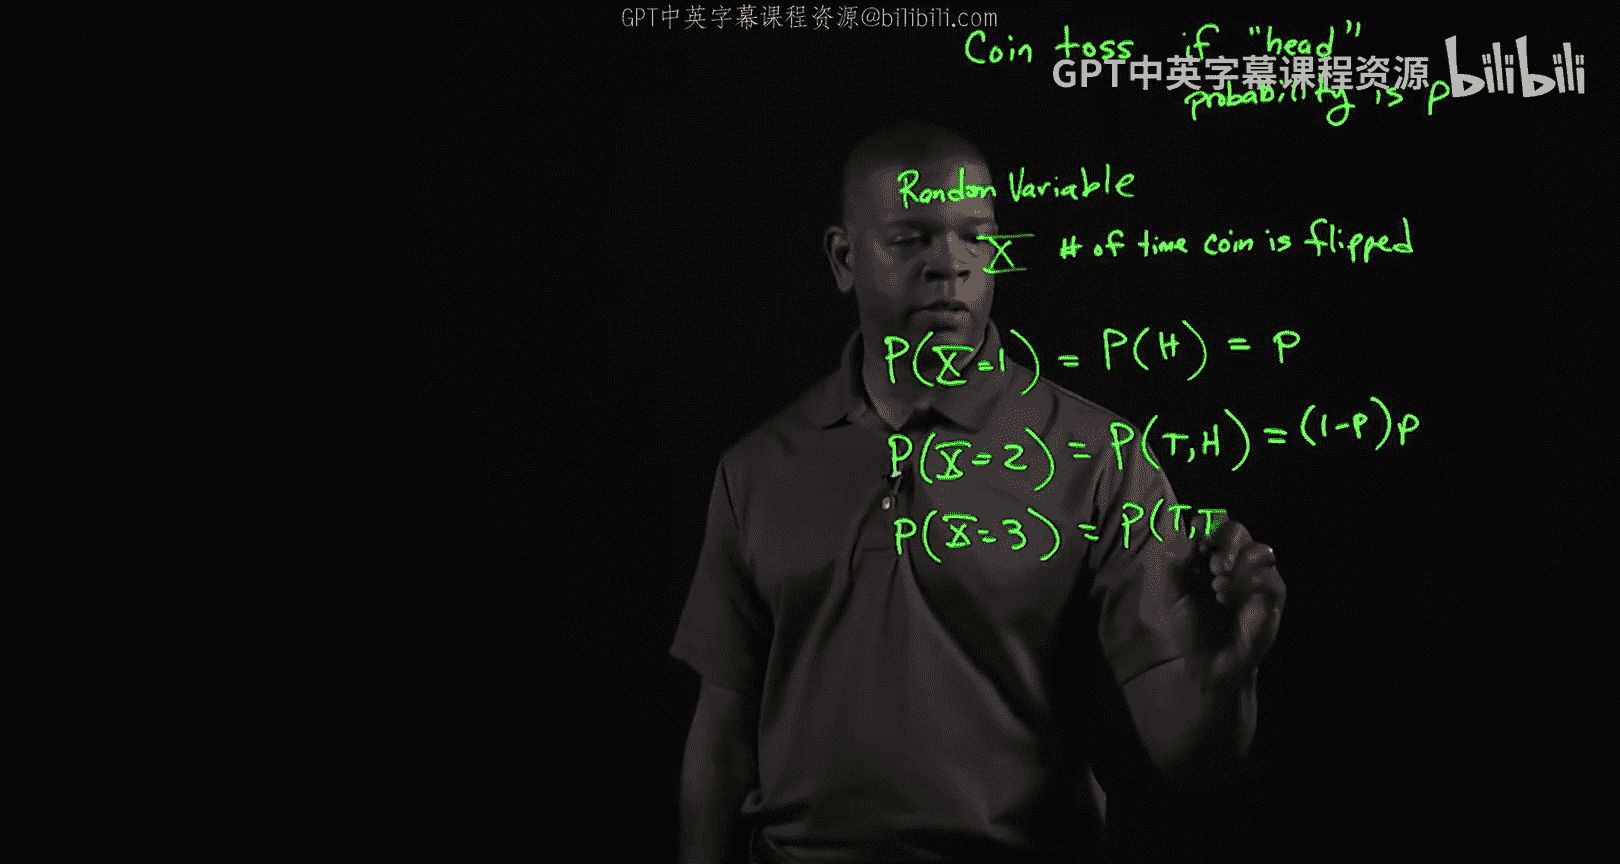 GPT中英字幕课程资源@bilibili.com
Coin toss if "head"
GPT中英字幕课程资源 bilibili
probability is p
Random Variable
X # of time coin is flipped
P(X=1) = P(H) = p
P(X=2) = P(T,H) = (1-p)p
P(X=3) = P(T,T